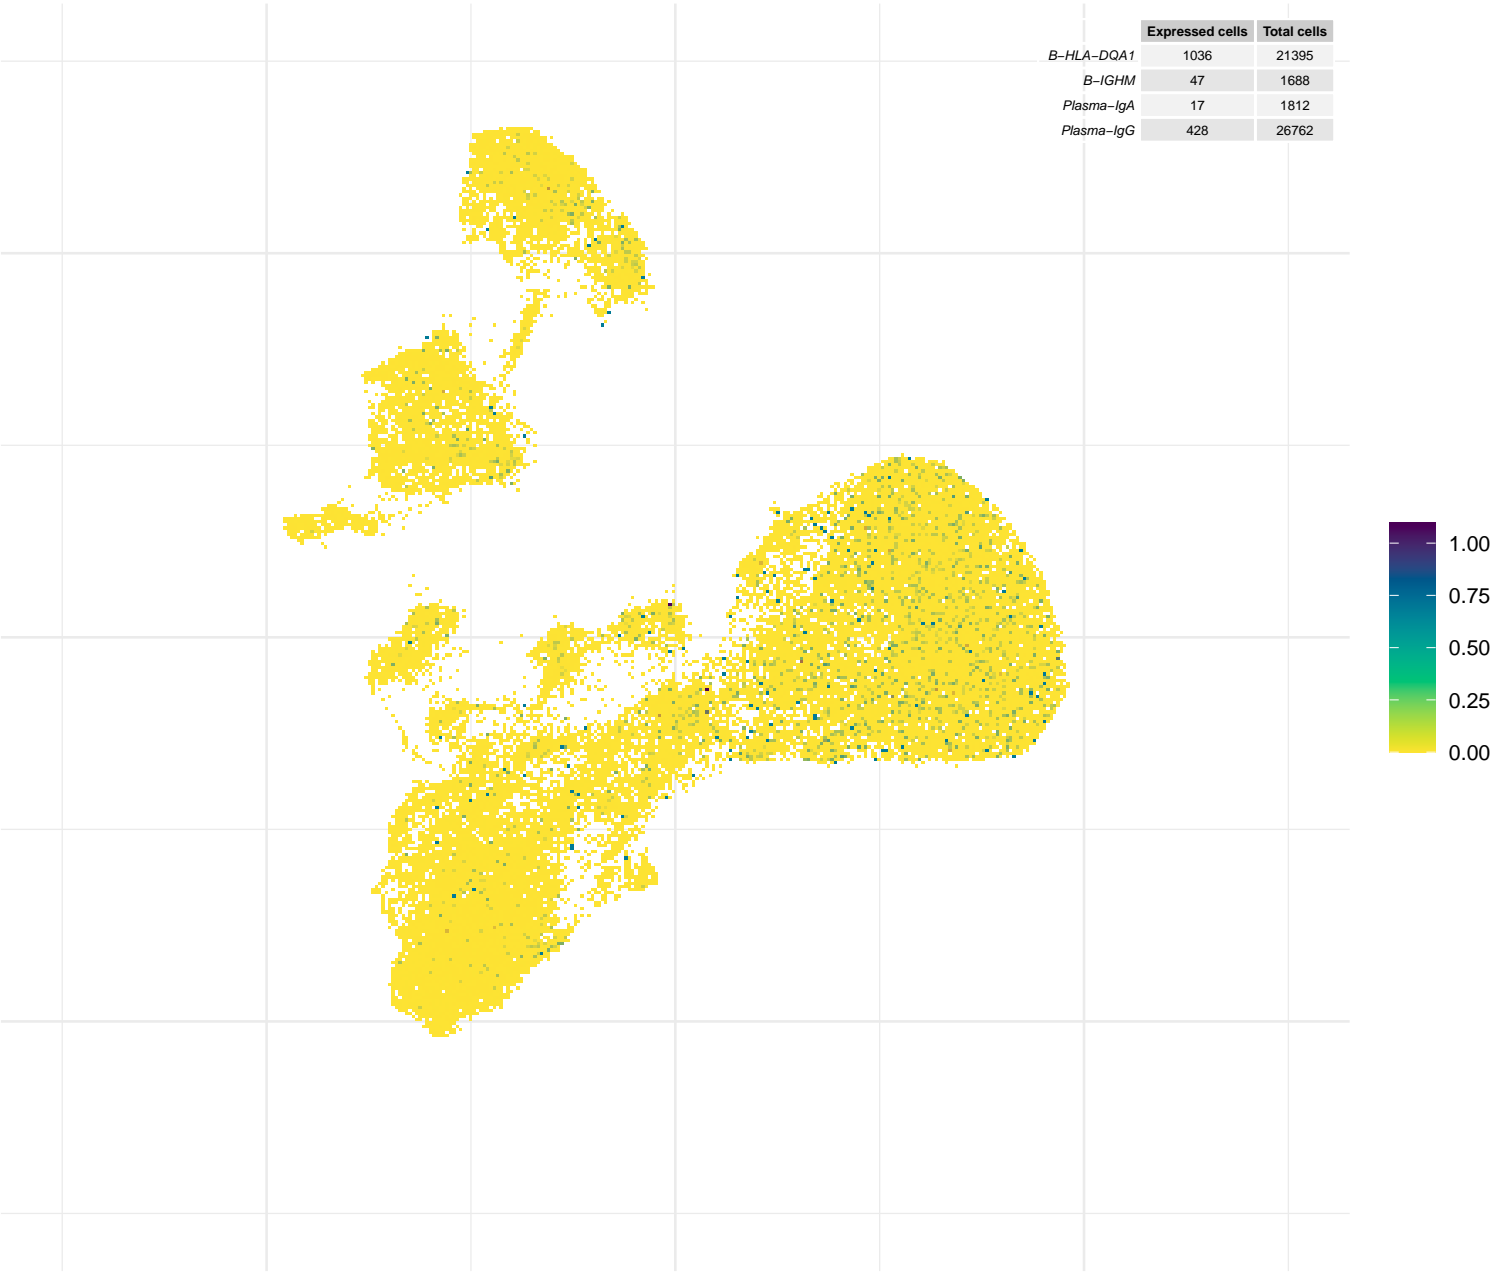 Expressed cells Total cells
B−HLA−DQA1 1036 21395
B−IGHM 47 1688
Plasma−IgA 17 1812
Plasma−IgG 428 26762
1.00
0.75
0.50
0.25
0.00